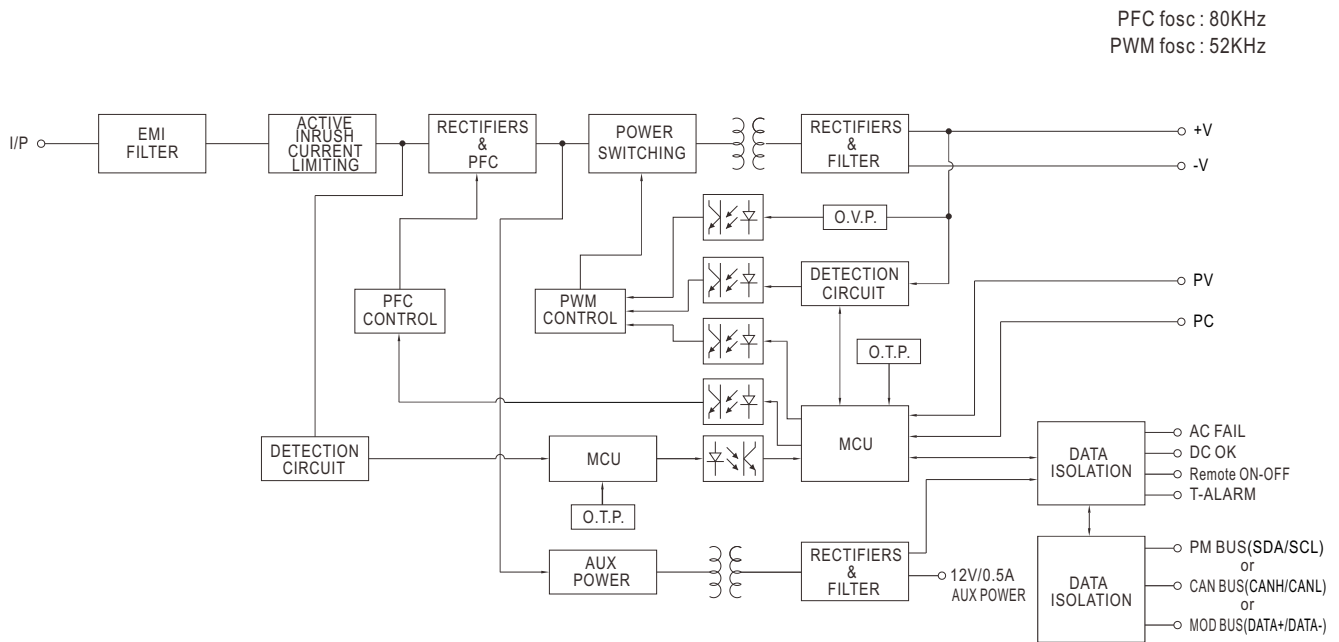 PFC fosc : 80KHz
PWM fosc : 52KHz
I/P
EMI
FILTER
ACTIVE
INRUSH
CURRENT
LIMITING
RECTIFIERS
&
PFC
POWER
SWITCHING
RECTIFIERS
&
FILTER
+V
-V
O.V.P.
DETECTION
CIRCUIT
PFC
CONTROL
PWM
CONTROL
PV
PC
O.T.P.
MCU
DETECTION
CIRCUIT
MCU
O.T.P.
DATA
ISOLATION
AC FAIL
DC OK
Remote ON-OFF
T-ALARM
AUX
POWER
RECTIFIERS
&
FILTER
12V/0.5A
AUX POWER
DATA
ISOLATION
PM BUS(SDA/SCL)
or
CAN BUS(CANH/CANL)
or
MOD BUS(DATA+/DATA-)